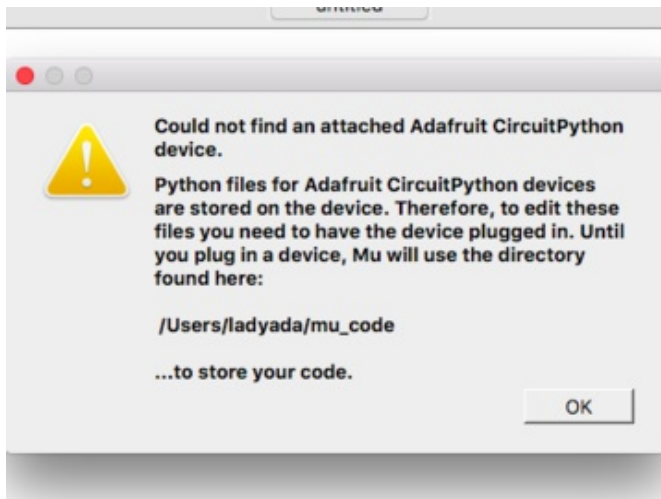 untitled
Could not find an attached Adafruit CircuitPython
device.
Python files for Adafruit CircuitPython devices
are stored on the device. Therefore, to edit these
files you need to have the device plugged in. Until
you plug in a device, Mu will use the directory
found here:
/Users/ladyada/mu_code
...to store your code.
OK